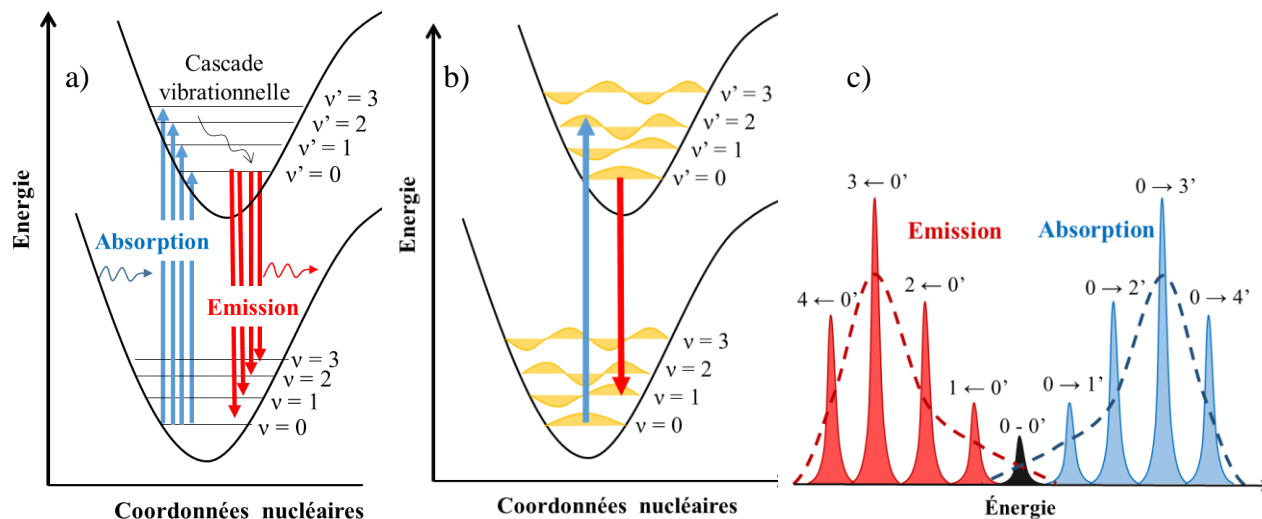 a)
Energie
Cascade
vibrationnelle
ν' = 3
ν' = 2
ν' = 1
ν' = 0
Absorption
Emission
ν = 3
ν = 2
ν = 1
ν = 0
Coordonnées nucléaires
b)
Energie
ν' = 3
ν' = 2
ν' = 1
ν' = 0
ν = 3
ν = 2
ν = 1
ν = 0
Coordonnées nucléaires
c)
3 ← 0'
0 → 3'
Emission
Absorption
4 ← 0'
2 ← 0'
0 → 2'
0 → 4'
1 ← 0'
0 → 1'
0 - 0'
Énergie